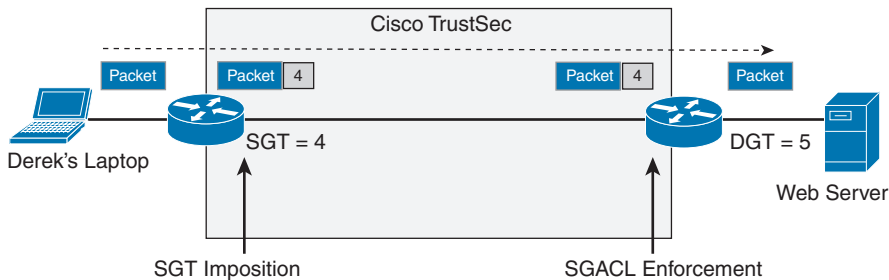 Cisco TrustSec
Packet
Packet 4
Packet 4
Packet
SGT = 4
DGT = 5
Derek's Laptop
Web Server
SGT Imposition
SGACL Enforcement